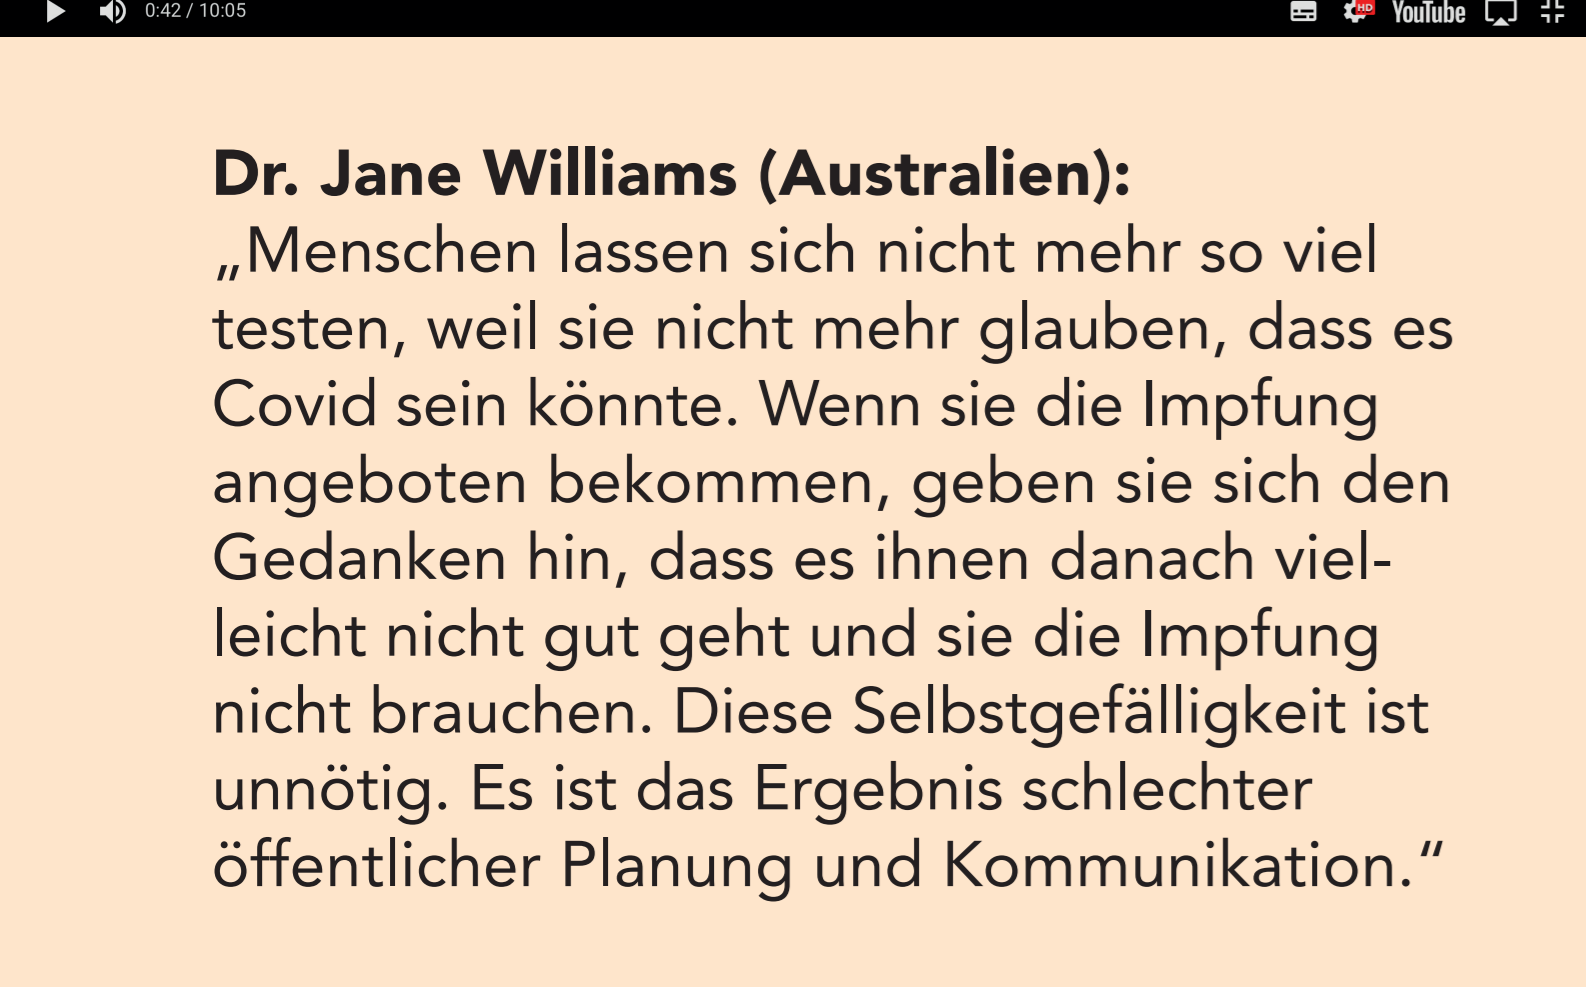 0:42 / 10:05 HD YouTube
Dr. Jane Williams (Australien):
„Menschen lassen sich nicht mehr so viel
testen, weil sie nicht mehr glauben, dass es
Covid sein könnte. Wenn sie die Impfung
angeboten bekommen, geben sie sich den
Gedanken hin, dass es ihnen danach viel-
leicht nicht gut geht und sie die Impfung
nicht brauchen. Diese Selbstgefälligkeit ist
unnötig. Es ist das Ergebnis schlechter
öffentlicher Planung und Kommunikation.“